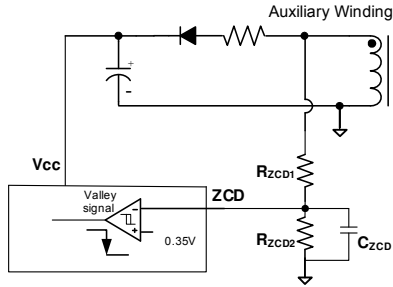 Auxiliary Winding
+
-
Vcc
Valley
signal
ZCD
-
+
0.35V
RZCD1
RZCD2
CZCD